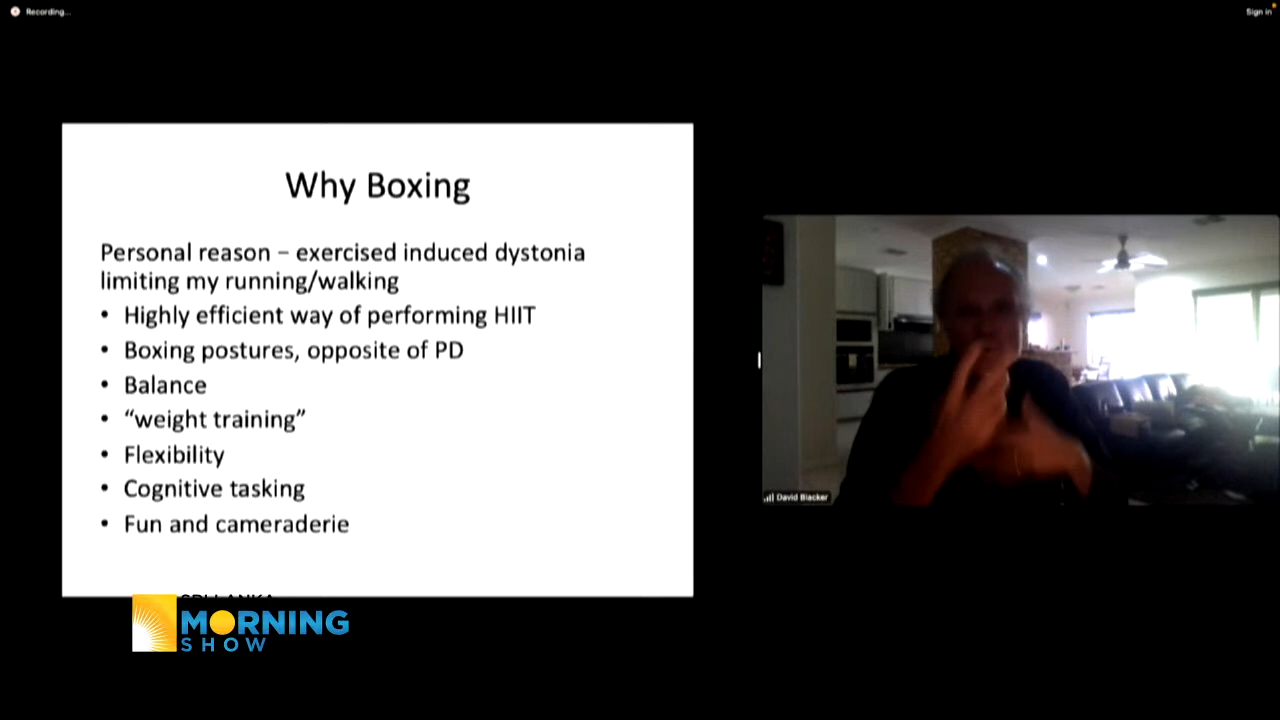 Recording...
Sign in
Why Boxing
Personal reason – exercised induced dystonia
limiting my running/walking
• Highly efficient way of performing HIIT
• Boxing postures, opposite of PD
• Balance
• “weight training”
• Flexibility
• Cognitive tasking
• Fun and cameraderie
David Blacker
SRI LANKA
MORNING
SHOW